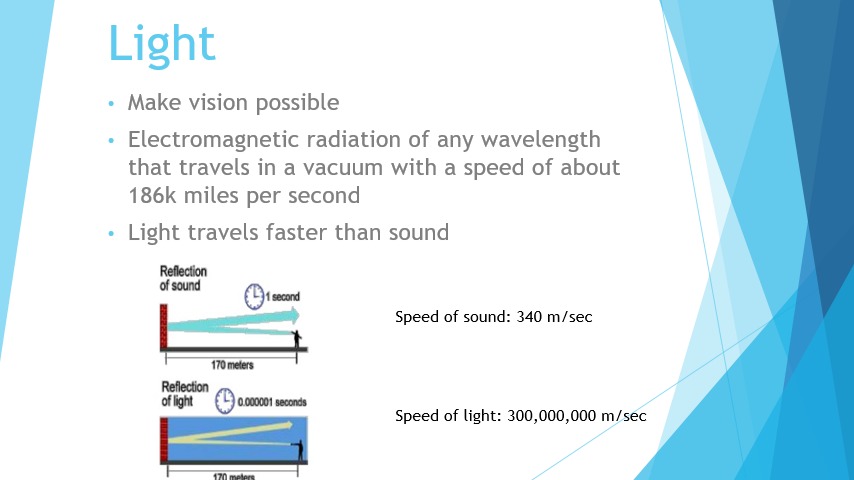 Light
• Make vision possible
• Electromagnetic radiation of any wavelength
that travels in a vacuum with a speed of about
186k miles per second
• Light travels faster than sound
Reflection
of sound
1 second
170 meters
Speed of sound: 340 m/sec
Reflection
of light
0.000001 seconds
170 meters
Speed of light: 300,000,000 m/sec